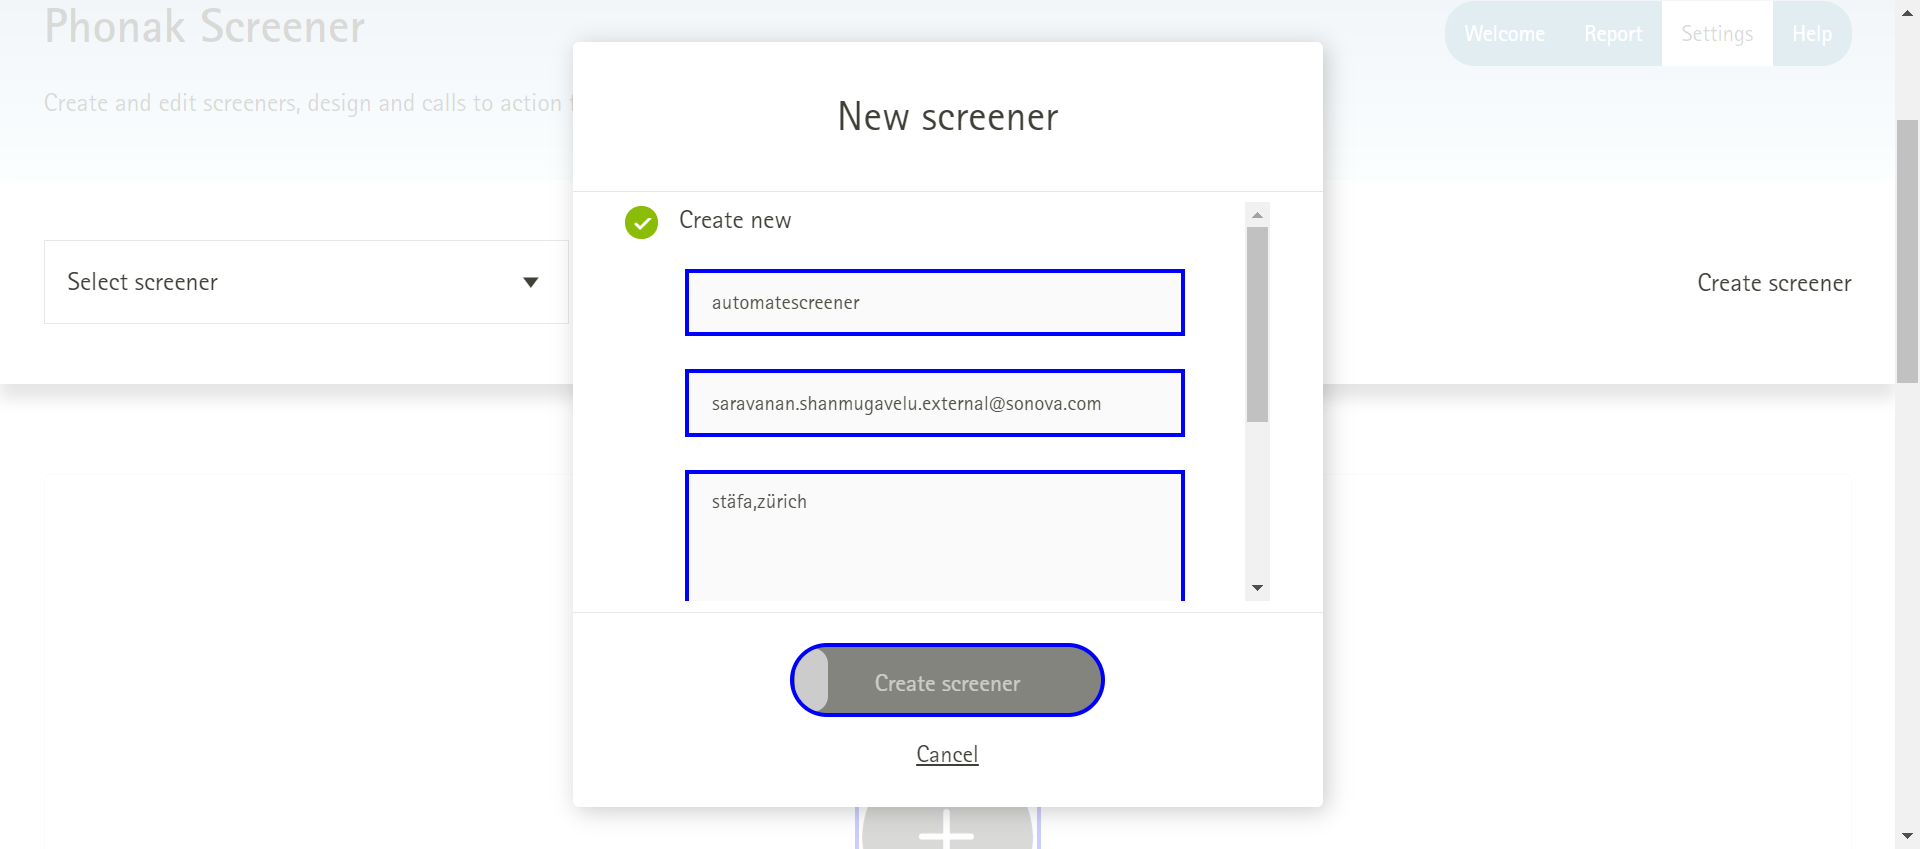 Phonak Screener
Welcome
Report
Settings
Help
Create and edit screeners, design and calls to action
New screener
Create new
Select screener
Create screener
automatescreener
saravanan.shanmugavelu.external@sonova.com
stäfa,zürich
Create screener
Cancel